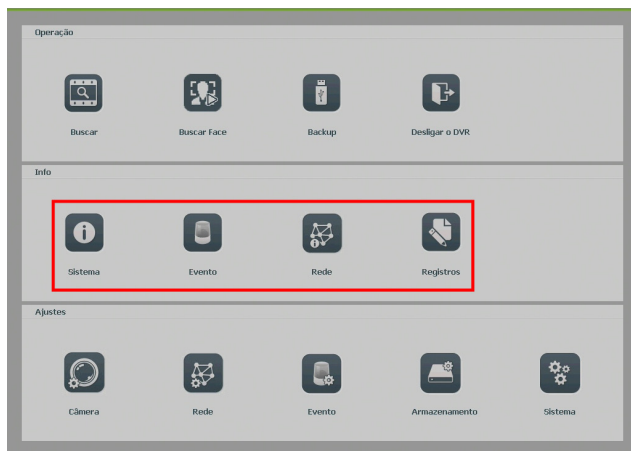 Operação
Buscar
Buscar Face
Backup
Desligar o DVR
Info
Sistema
Evento
Rede
Registros
Ajustes
Câmera
Rede
Evento
Armazenamento
Sistema